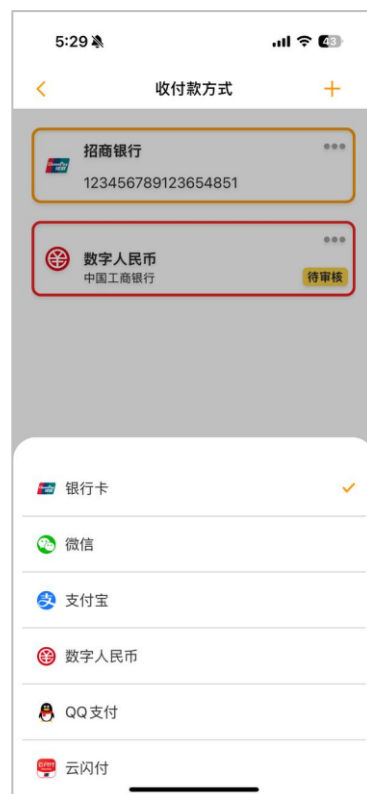 5:29
43
收付款方式
招商银行
123456789123654851
数字人民币
中国工商银行
待审核
银行卡
微信
支付宝
数字人民币
QQ支付
云闪付